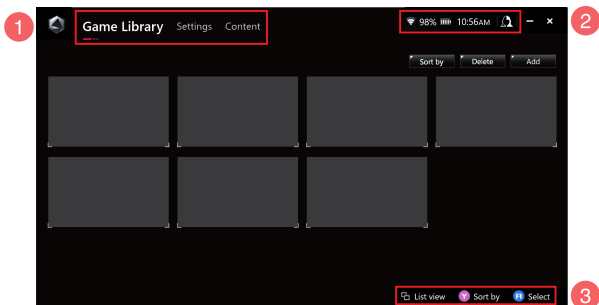 1
Game Library Settings Content
98% 10:56AM
2
Sort by Delete Add
List view Y Sort by Select
3